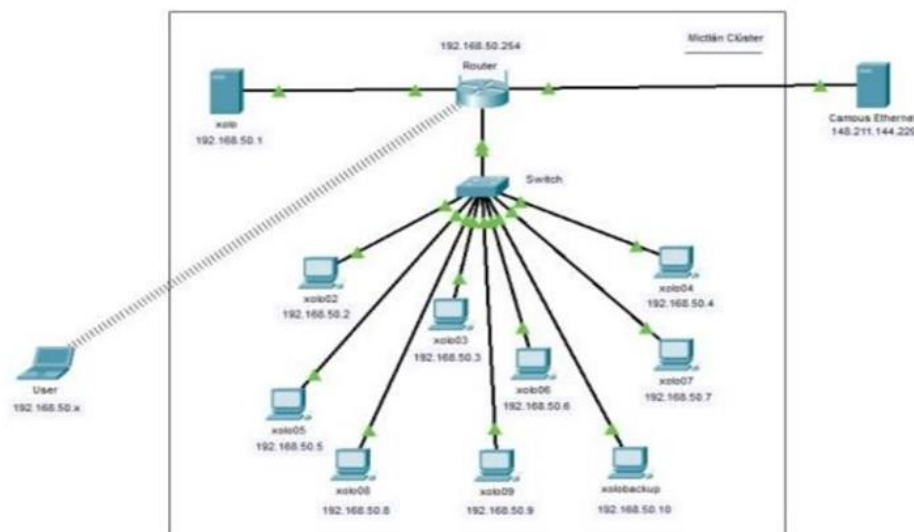 192.168.50.254
Router
Mictlán Clúster
xolo
192.168.50.1
Camous Ethernet
148.211.144.229
Switch
xolo02
192.168.50.2
xolo04
192.168.50.4
xolo03
192.168.50.3
User
192.168.50.x
xolo05
192.168.50.5
xolo06
192.168.50.6
xolo07
192.168.50.7
xolo08
192.168.50.8
xolo09
192.168.50.9
xolobackup
192.168.50.10